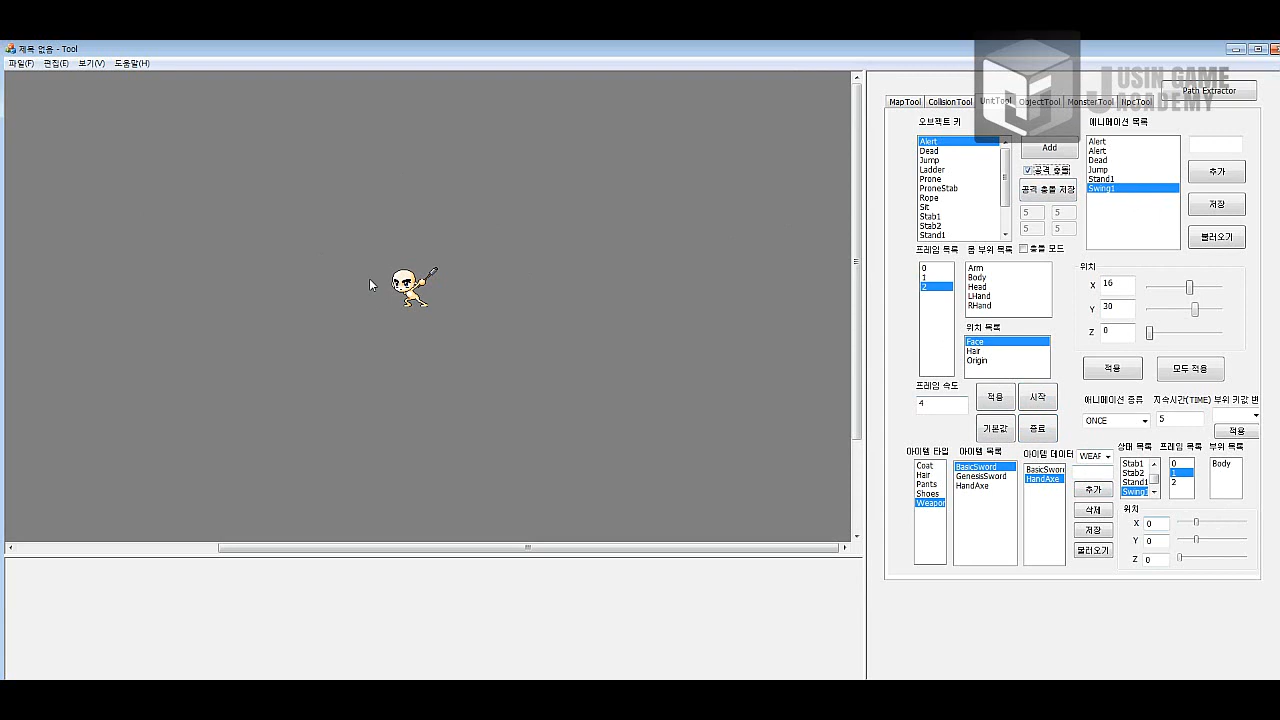 제목 없음 - Tool
파일(F) 편집(E) 보기(V) 도움말(H)
JUSIN GAME
ACADEMY
Path Extractor
MapTool CollisionTool UnitTool ObjectTool MonsterTool NpcTool
오브젝트 키
애니메이션 목록
Alert
Dead
Jump
Ladder
Prone
ProneStab
Rope
Sit
Stab1
Stab2
Stand1
Add
공격 충돌
공격 충돌 저장
5 5
5 5
Alert
Alert
Dead
Jump
Stand1
Swing1
추가
저장
불러오기
프레임 목록 몸 부위 목록 충돌 모드
0
1
2
Arm
Body
Head
LHand
RHand
위치 목록
Face
Hair
Origin
위치
X 16
Y 30
Z 0
적용 모두 적용
프레임 속도
4
적용 시작
기본값 종료
애니메이션 종류 지속시간(TIME) 부위 키값 변
ONCE 5
적용
아이템 타입 아이템 목록 아이템 데이터
Coat
Hair
Pants
Shoes
Weapon
BasicSword
GenesisSword
HandAxe
BasicSword
HandAxe
WEAF
추가
삭제
저장
불러오기
상태 목록 프레임 목록 부위 목록
Stab1
Stab2
Stand1
Swing1
0
1
2
Body
위치
X 0
Y 0
Z 0